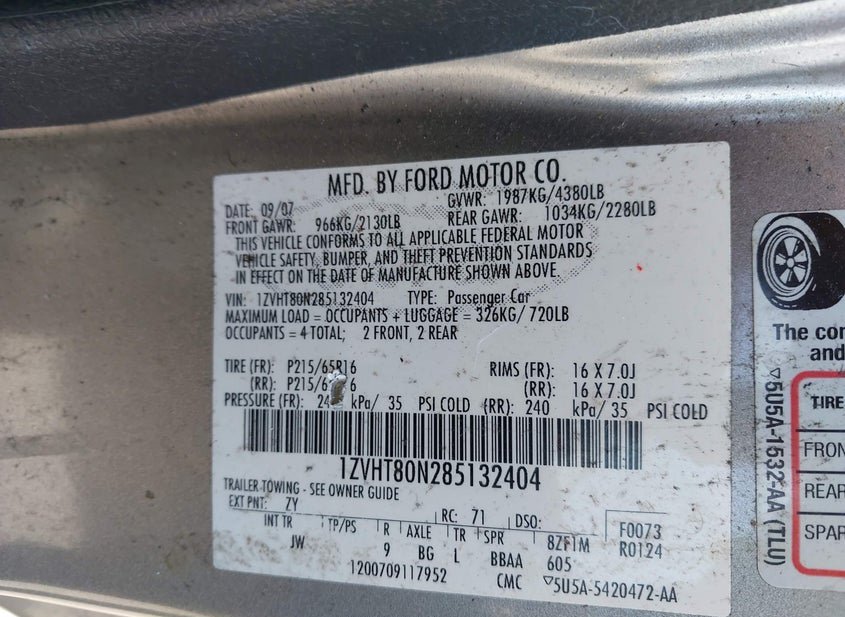 MFD. BY FORD MOTOR CO.
DATE: 09/07 GVWR: 1987KG/4380LB
FRONT GAWR: 966KG/2130LB REAR GAWR: 1034KG/2280LB
THIS VEHICLE CONFORMS TO ALL APPLICABLE FEDERAL MOTOR
VEHICLE SAFETY, BUMPER, AND THEFT PREVENTION STANDARDS
IN EFFECT ON THE DATE OF MANUFACTURE SHOWN ABOVE.
VIN: 1ZVHT80N285132404 TYPE: Passenger Car
MAXIMUM LOAD = OCCUPANTS + LUGGAGE = 326KG/ 720LB
OCCUPANTS = 4 TOTAL; 2 FRONT, 2 REAR
TIRE (FR): P215/65R16 RIMS (FR): 16 X 7.0J
(RR): P215/6 6 (RR): 16 X 7.0J
PRESSURE (FR): 24 kPa/ 35 PSI COLD (RR): 240 kPa/ 35 PSI COLD
1ZVHT80N285132404
TRAILER TOWING - SEE OWNER GUIDE
EXT PNT: ZY RC: 71 DSO: F0073
INT TR TP/PS R AXLE TR SPR 8ZF1M R0124
JW 9 BG L BBAA 605
1200709117952 CMC ▽5U5A-5420472-AA
The con
and
▽5U5A-1532-AA (TLU)
TIRE
FRON
REAR
SPAR